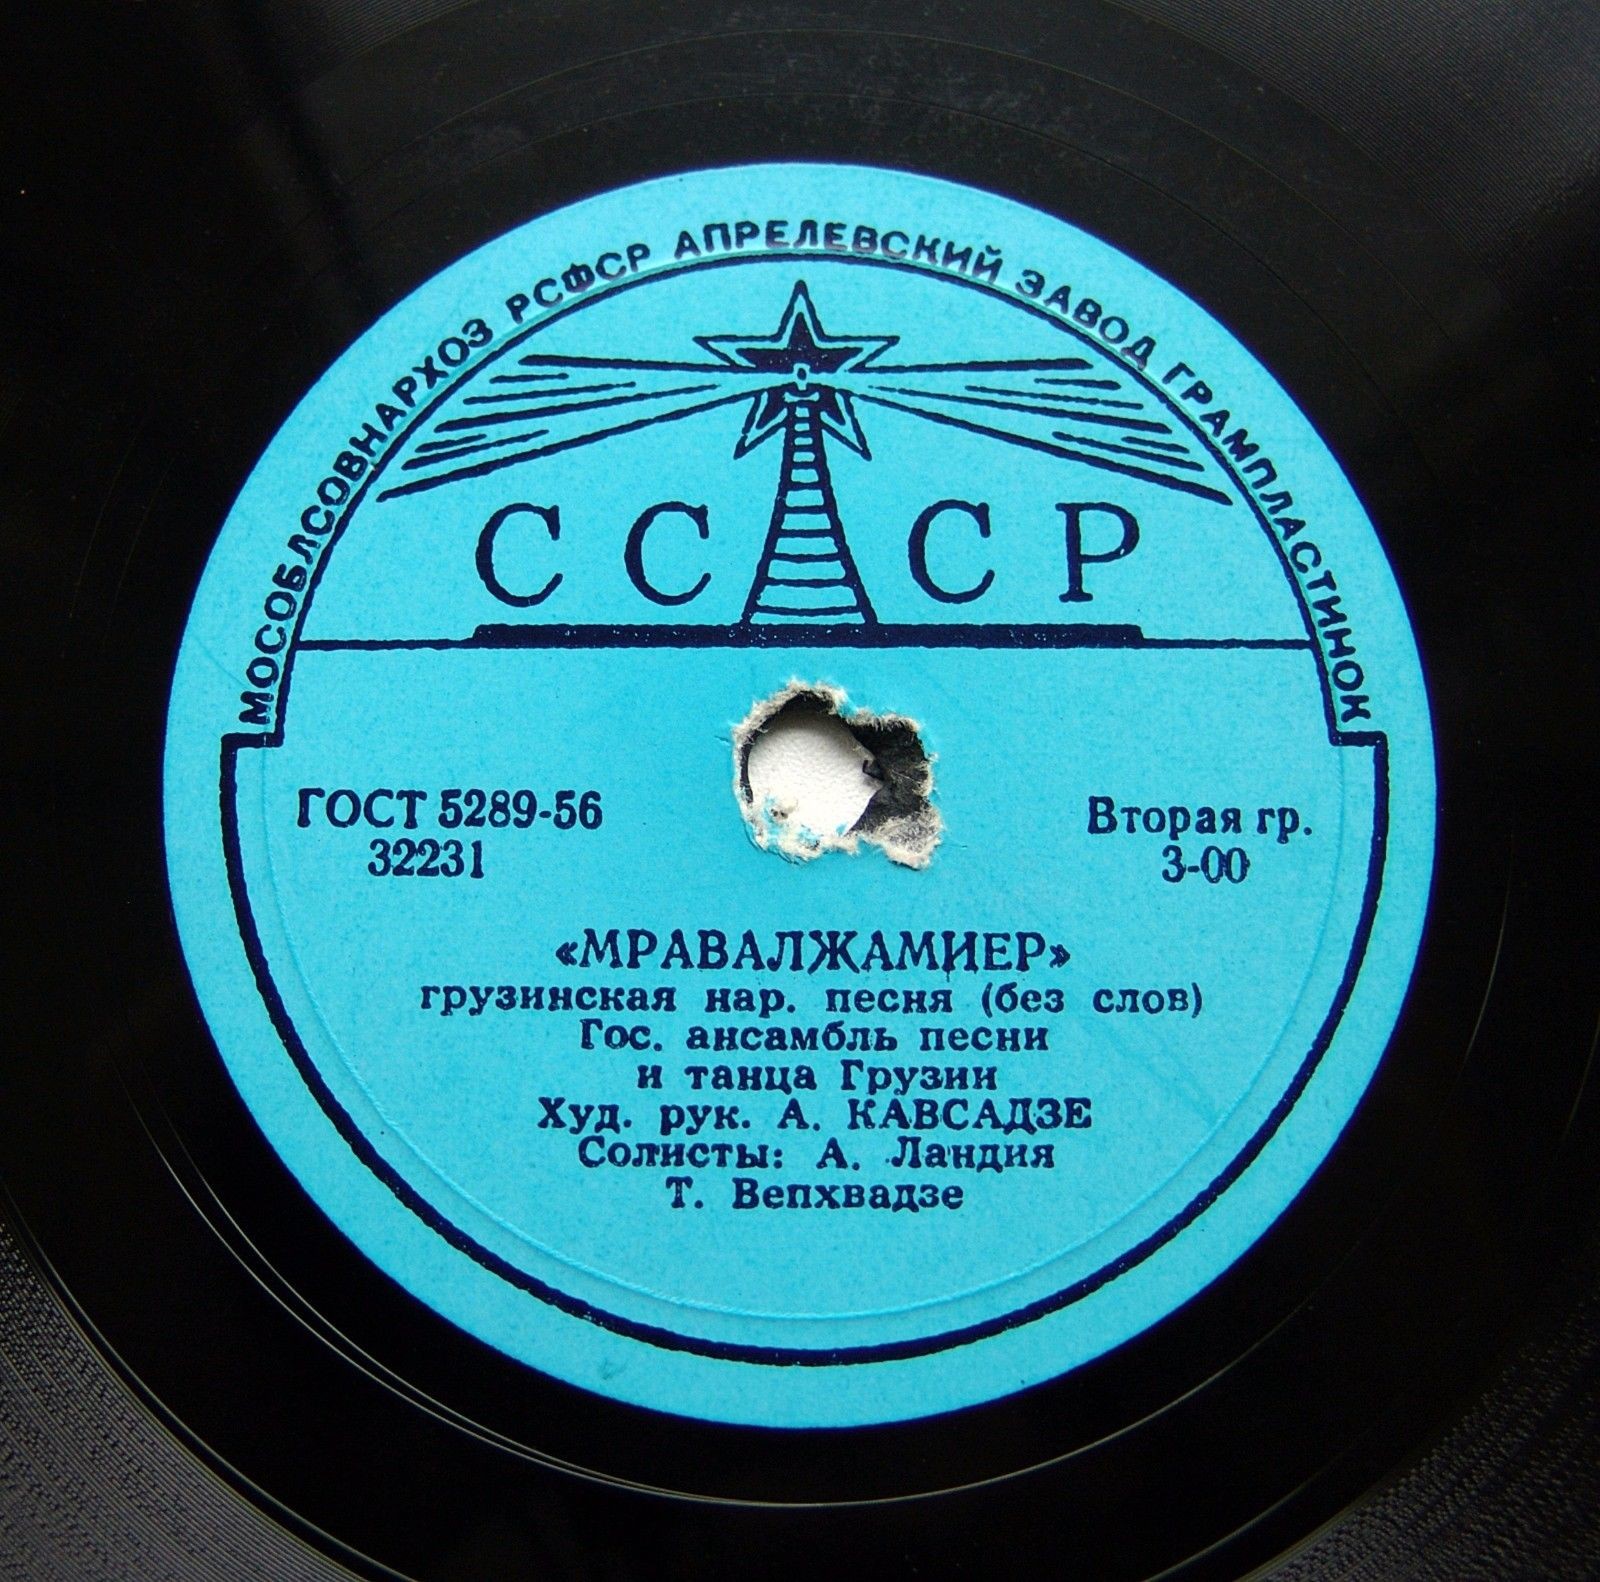 МОСОБЛСОВНАРХОЗ РСФСР АПРЕЛЕВСКИЙ ЗАВОД ГРАМПЛАСТИНОК
СССР
ГОСТ 5289-56
32231
Вторая гр.
3-00
«МРАВАЛЖАМИЕР»
грузинская нар. песня (без слов)
Гос. ансамбль песни
и танца Грузии
Худ. рук. А. КАВСАДЗЕ
Солисты: А. Ландия
Т. Вепхвадзе